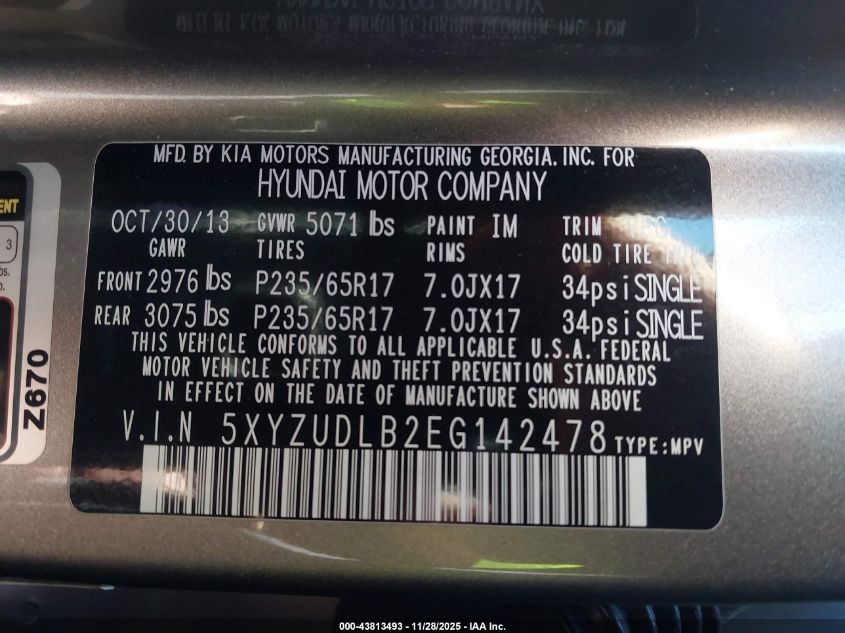 MFD. BY KIA MOTORS MANUFACTURING GEORGIA. INC. FOR
HYUNDAI MOTOR COMPANY
OCT/30/13 GVWR 5071 lbs PAINT IM TRIM
GAWR TIRES RIMS COLD TIRE
FRONT 2976 lbs P235/65R17 7.0JX17 34psi SINGLE
REAR 3075 lbs P235/65R17 7.0JX17 34psi SINGLE
THIS VEHICLE CONFORMS TO ALL APPLICABLE U.S.A. FEDERAL
MOTOR VEHICLE SAFETY AND THEFT PREVENTION STANDARDS
IN EFFECT ON THE DATE OF MANUFACTURE SHOWN ABOVE
V.I.N 5XYZUDLB2EG142478 TYPE:MPV
3
Z670
000-43813493 - 11/28/2025 - IAA Inc.